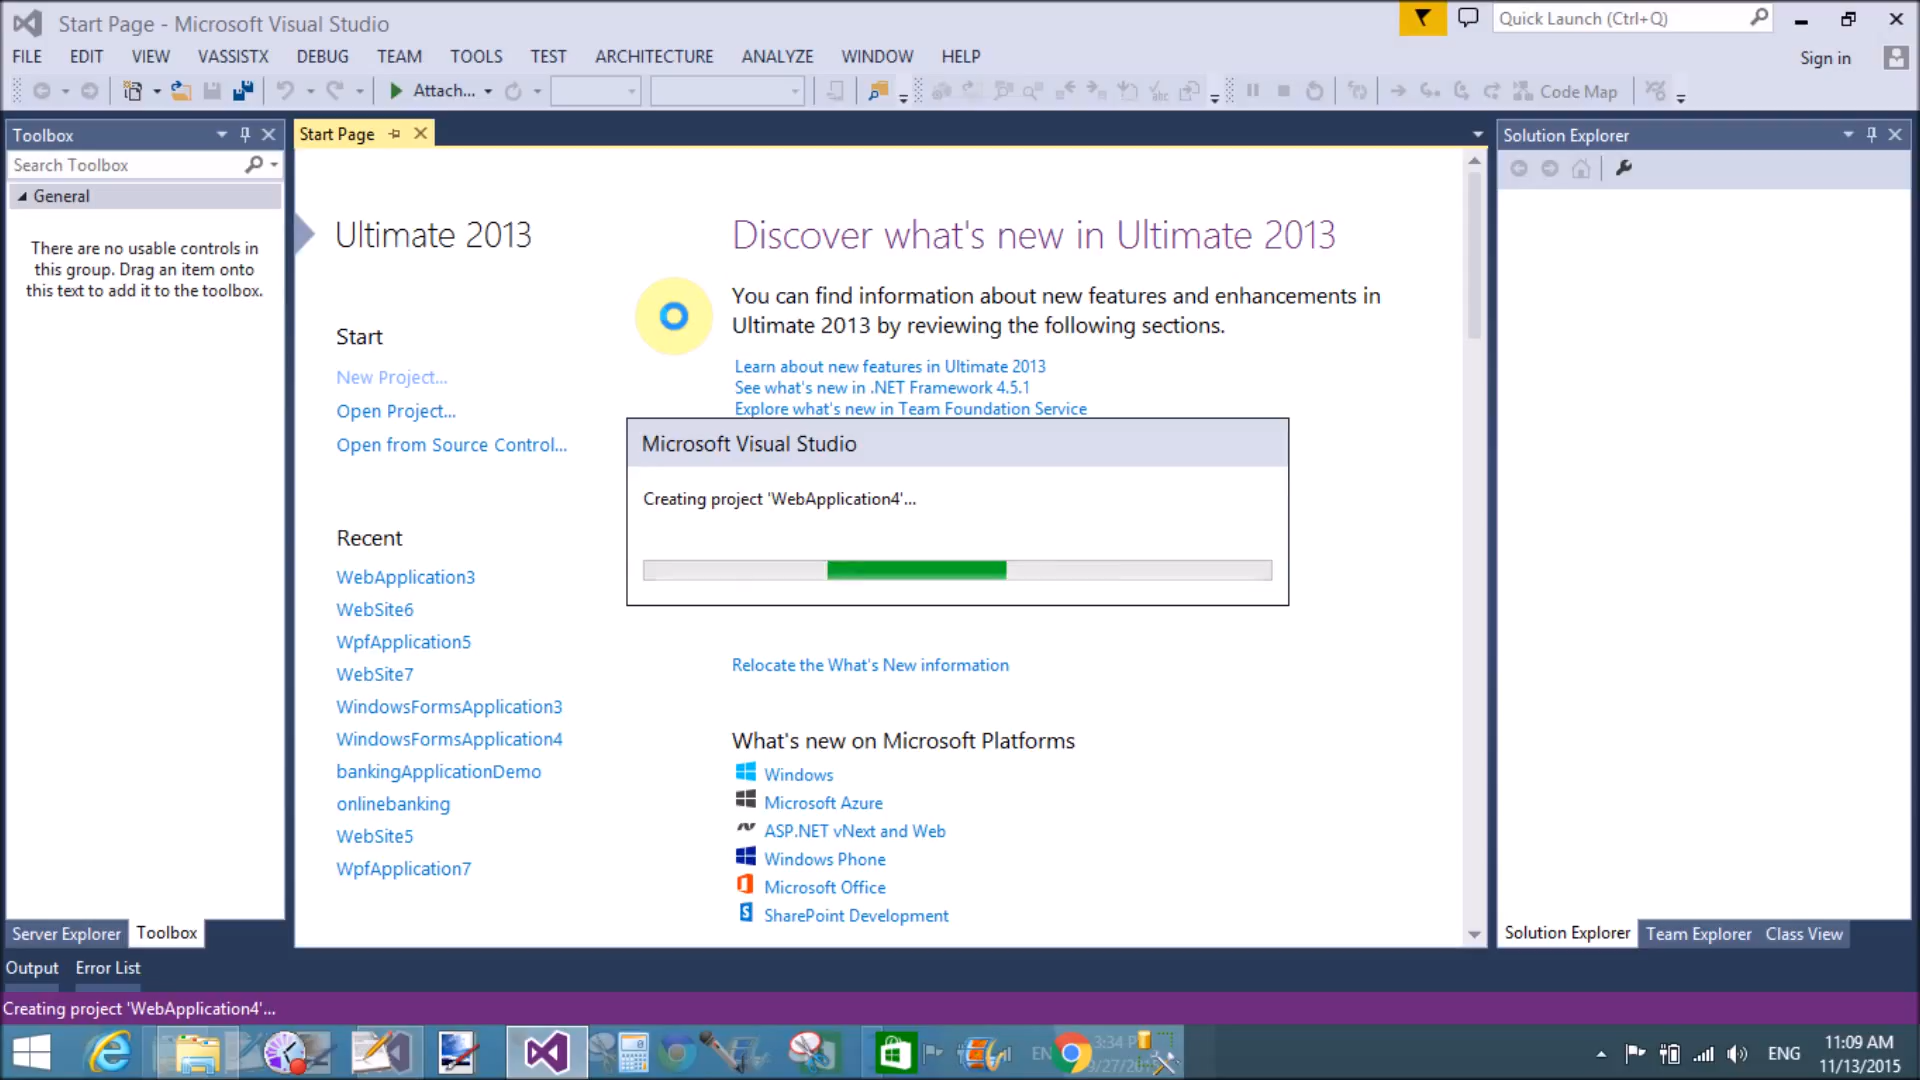 Start Page - Microsoft Visual Studio
Quick Launch (Ctrl+Q)
FILE EDIT VIEW VASSISTX DEBUG TEAM TOOLS TEST ARCHITECTURE ANALYZE WINDOW HELP
Sign in
Attach...
Code Map
Toolbox
Search Toolbox
General
There are no usable controls in
this group. Drag an item onto
this text to add it to the toolbox.
Server Explorer Toolbox
Start Page
Ultimate 2013
Start
New Project...
Open Project...
Open from Source Control...
Recent
WebApplication3
WebSite6
WpfApplication5
WebSite7
WindowsFormsApplication3
WindowsFormsApplication4
bankingApplicationDemo
onlinebanking
WebSite5
WpfApplication7
Discover what's new in Ultimate 2013
You can find information about new features and enhancements in
Ultimate 2013 by reviewing the following sections.
Learn about new features in Ultimate 2013
See what's new in .NET Framework 4.5.1
Explore what's new in Team Foundation Service
Microsoft Visual Studio
Creating project 'WebApplication4'...
Relocate the What's New information
What's new on Microsoft Platforms
Windows
Microsoft Azure
ASP.NET vNext and Web
Windows Phone
Microsoft Office
SharePoint Development
Solution Explorer
Solution Explorer Team Explorer Class View
Output Error List
Creating project 'WebApplication4'...
EN
3:34 P
ENG
11:09 AM
11/13/2015